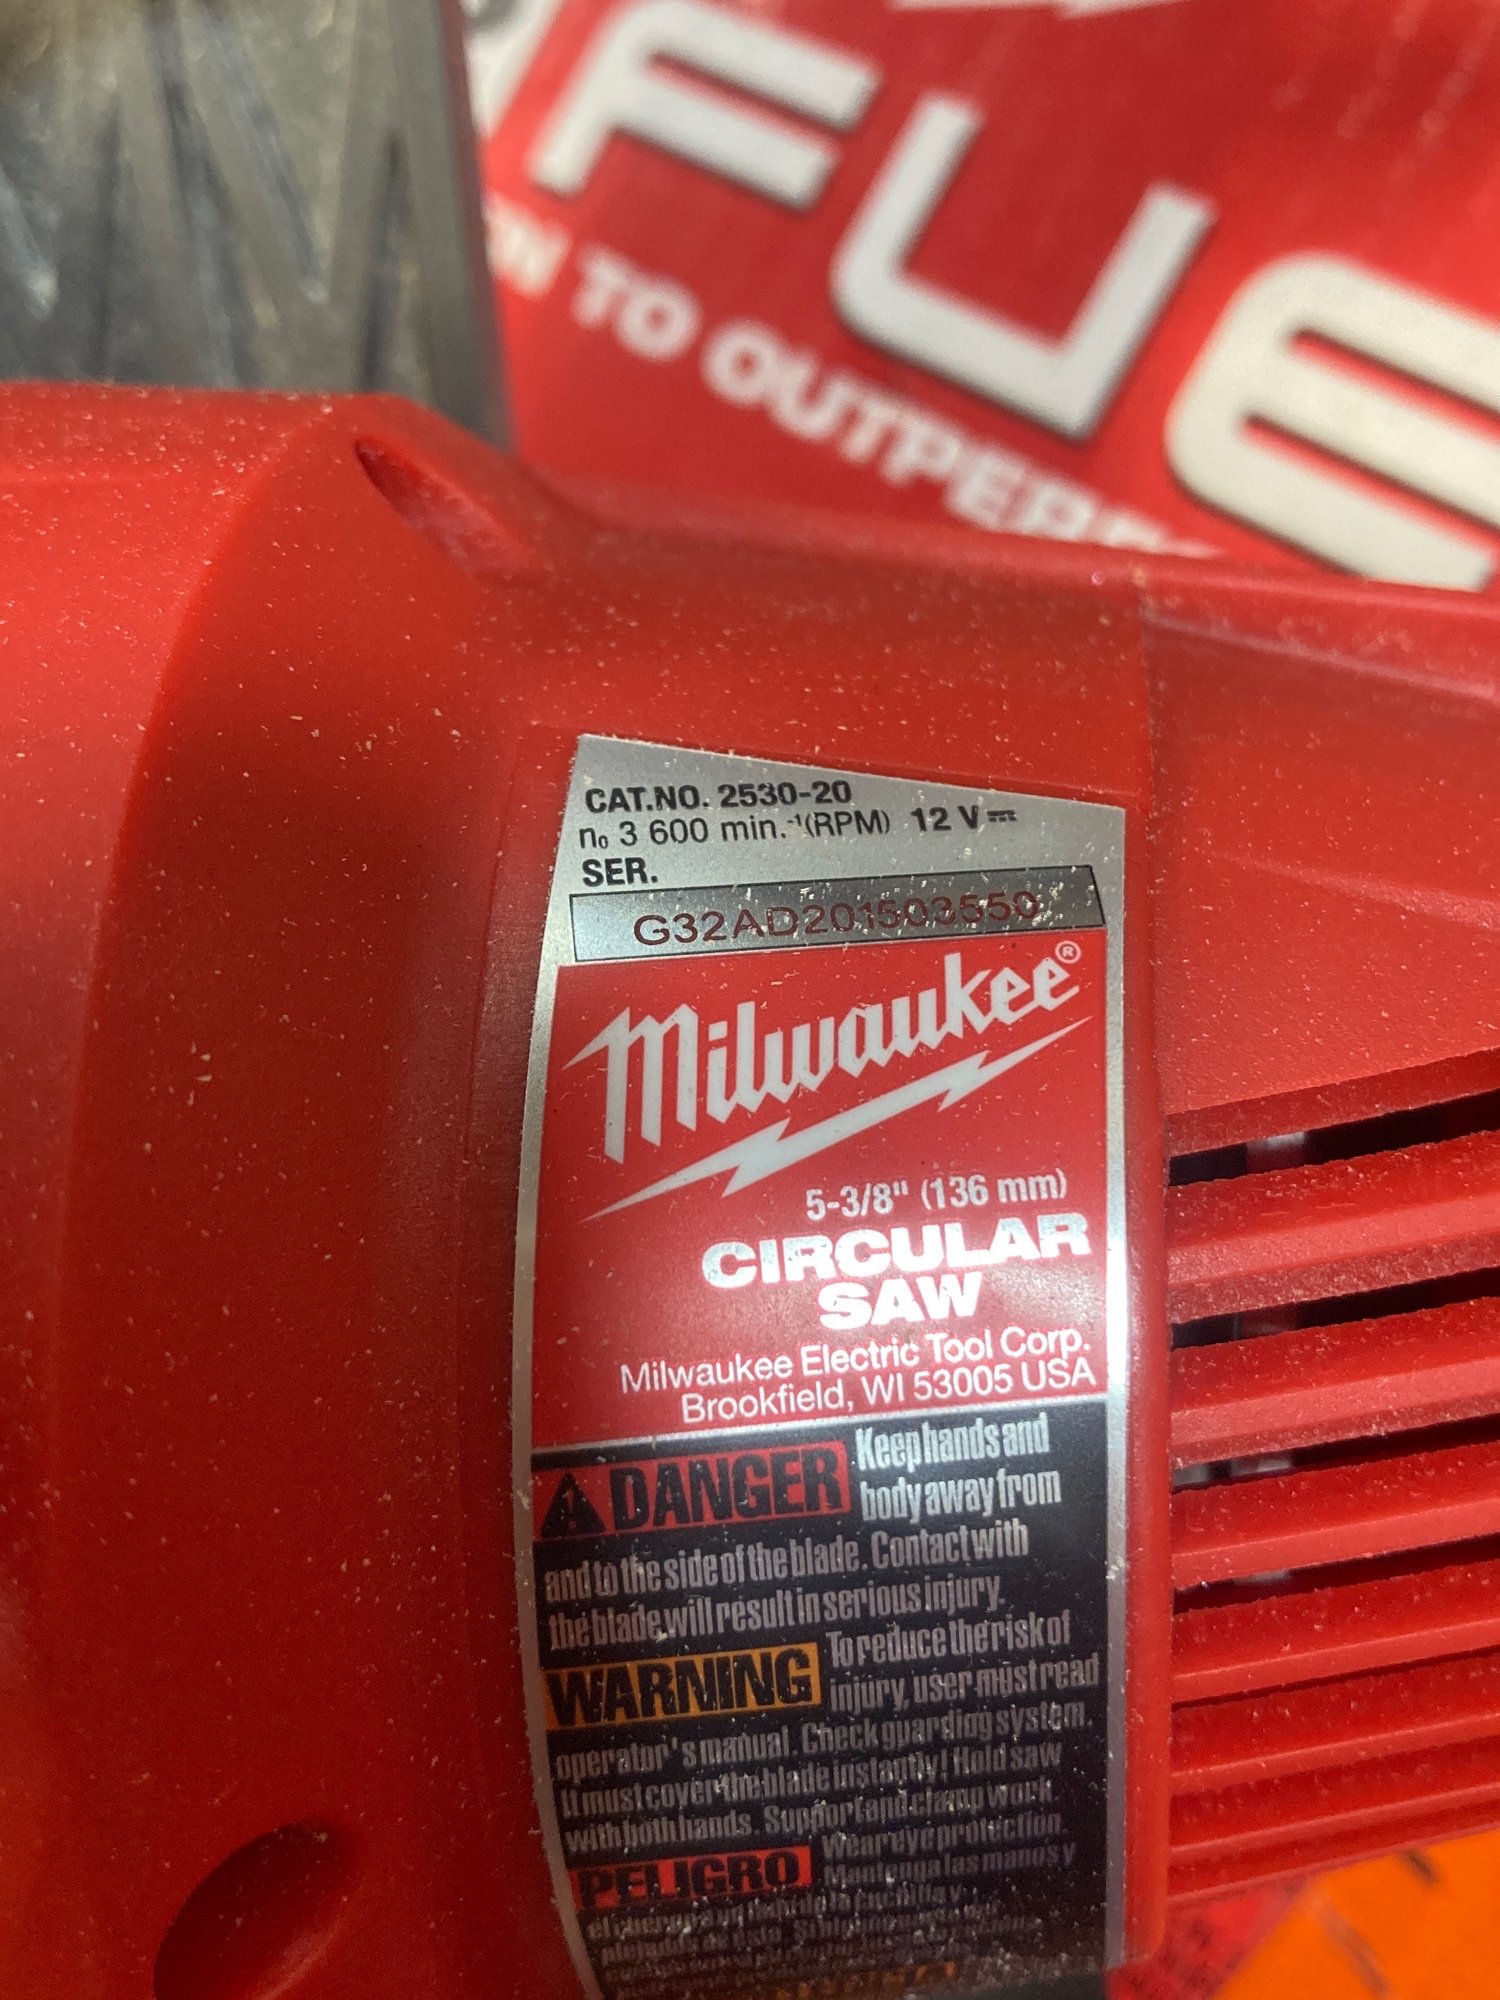 FUE
TO OUTPER
CAT.NO. 2530-20
n₀ 3 600 min.⁻¹(RPM) 12 V⎓
SER.
G32AD201503550
Milwaukee®
5-3/8" (136 mm)
CIRCULAR
SAW
Milwaukee Electric Tool Corp.
Brookfield, WI 53005 USA
DANGER Keep hands and
body away from
and to the side of the blade. Contact with
the blade will result in serious injury.
WARNING To reduce the risk of
injury, user must read
operator's manual. Check guarding system.
It must cover the blade instantly! Hold saw
with both hands. Support and clamp work.
Wear eye protection.
PELIGRO Mantenga las manos y